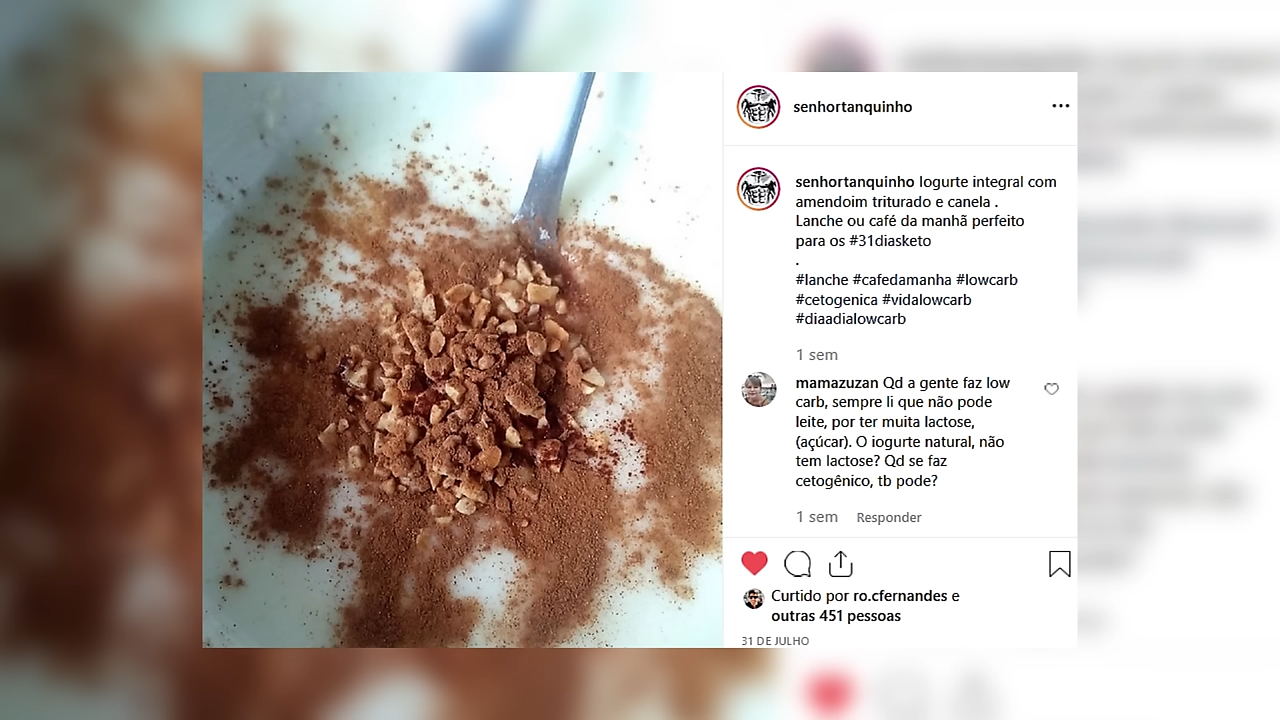 senhortanquinho
senhortanquinho Iogurte integral com
amendoim triturado e canela .
Lanche ou café da manhã perfeito
para os #31diasketo
.
#lanche #cafedamanha #lowcarb
#cetogenica #vidalowcarb
#diaadialowcarb
1 sem
mamazuzan Qd a gente faz low
carb, sempre li que não pode
leite, por ter muita lactose,
(açúcar). O iogurte natural, não
tem lactose? Qd se faz
cetogênico, tb pode?
1 sem Responder
Curtido por ro.cfernandes e
outras 451 pessoas
31 DE JULHO